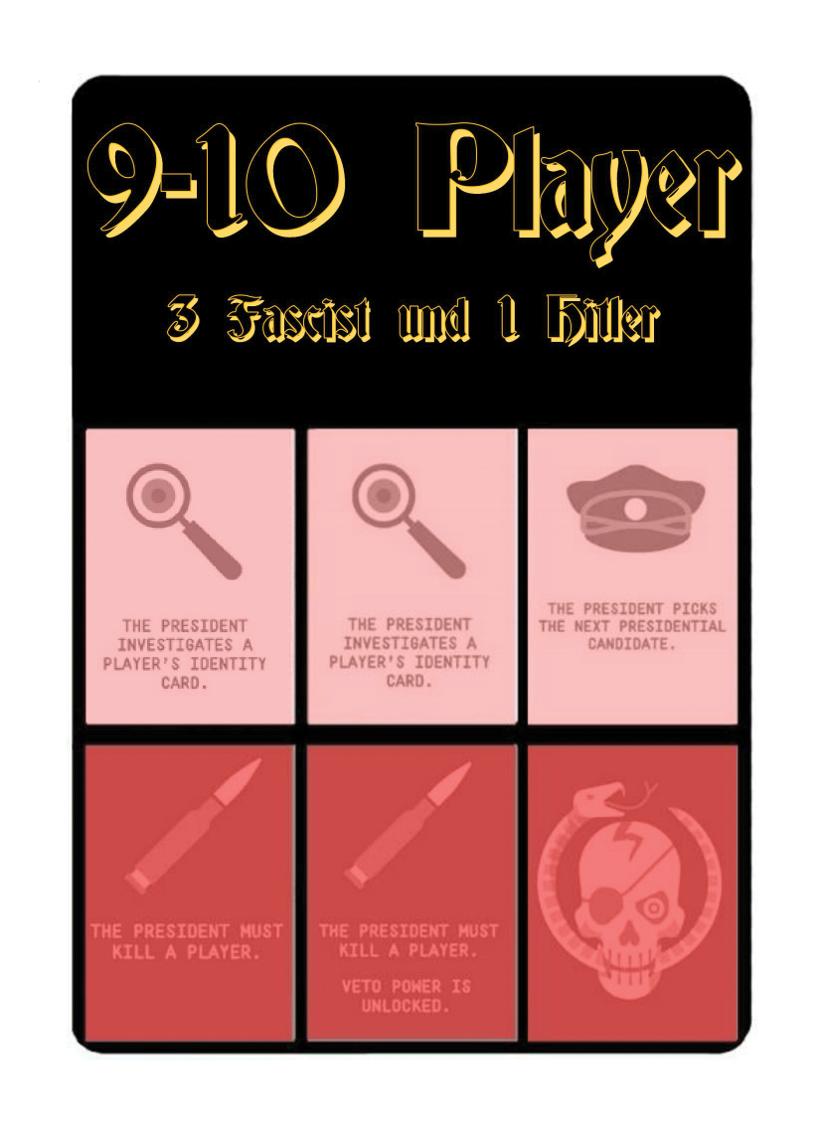 9-10 Player
3 Fascist und 1 Hitler
THE PRESIDENT
INVESTIGATES A
PLAYER'S IDENTITY
CARD.
THE PRESIDENT
INVESTIGATES A
PLAYER'S IDENTITY
CARD.
THE PRESIDENT PICKS
THE NEXT PRESIDENTIAL
CANDIDATE.
THE PRESIDENT MUST
KILL A PLAYER.
THE PRESIDENT MUST
KILL A PLAYER.
VETO POWER IS
UNLOCKED.